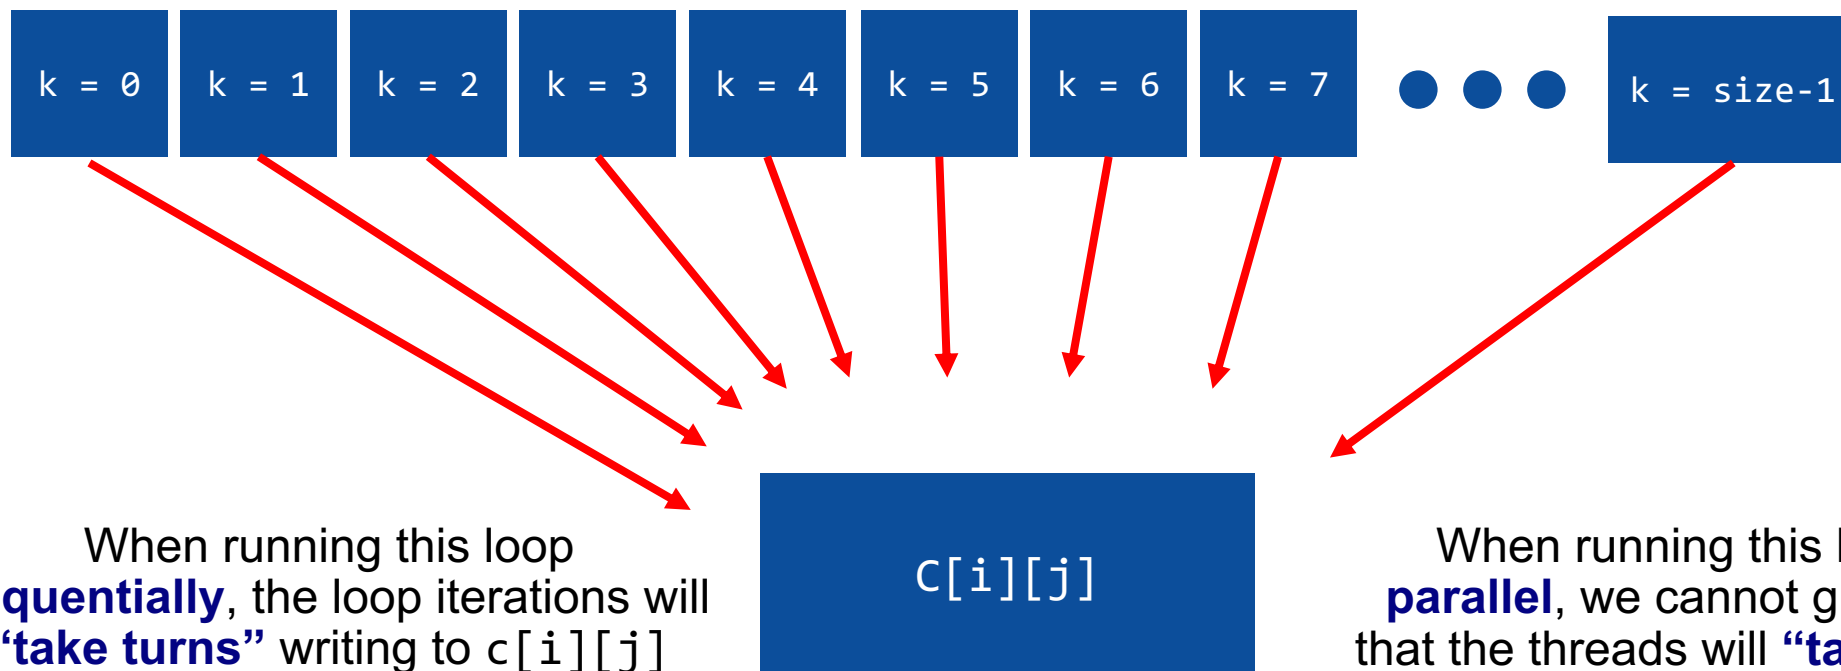 k = 0 k = 1 k = 2 k = 3 k = 4 k = 5 k = 6 k = 7 k = size-1
When running this loop
quentially, the loop iterations will
“take turns” writing to c[i][j]
C[i][j]
When running this
parallel, we cannot
that the threads will